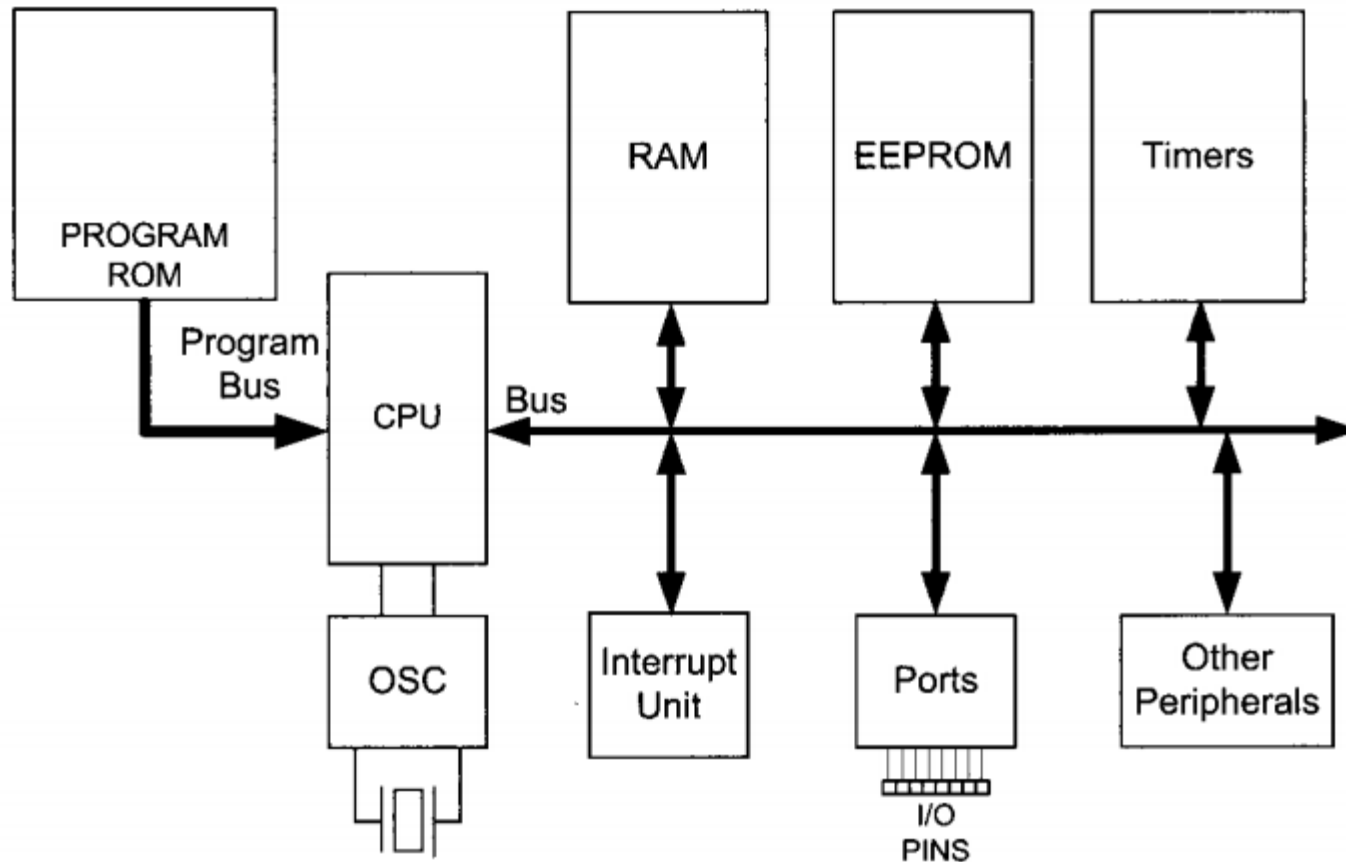 PROGRAM
ROM
RAM
EEPROM
Timers
Program
Bus
CPU
Bus
OSC
Interrupt
Unit
Ports
Other
Peripherals
I/O
PINS